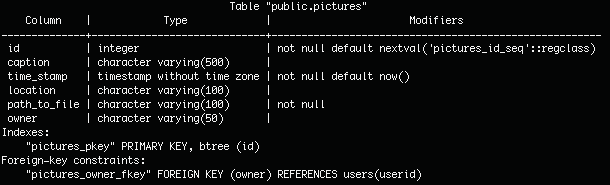 Table "public.pictures"
Column | Type | Modifiers
--------------+-----------------------------+-------------------------------------------------------
id | integer | not null default nextval('pictures_id_seq'::regclass)
caption | character varying(500) |
time_stamp | timestamp without time zone | not null default now()
location | character varying(100) |
path_to_file | character varying(100) | not null
owner | character varying(50) |
Indexes:
"pictures_pkey" PRIMARY KEY, btree (id)
Foreign-key constraints:
"pictures_owner_fkey" FOREIGN KEY (owner) REFERENCES users(userid)